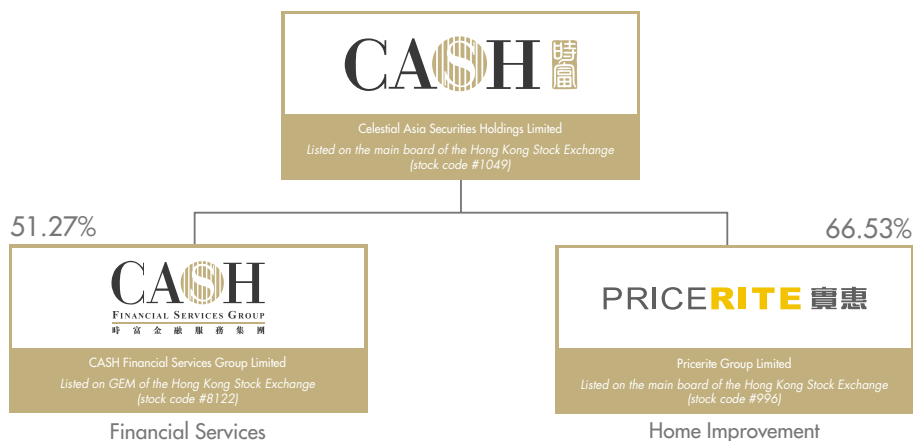 CASH 時富
Celestial Asia Securities Holdings Limited
Listed on the main board of the Hong Kong Stock Exchange
(stock code #1049)
51.27%
66.53%
CASH
FINANCIAL SERVICES GROUP
時富金融服務集團
CASH Financial Services Group Limited
Listed on GEM of the Hong Kong Stock Exchange
(stock code #8122)
Financial Services
PRICERITE 實惠
Pricerite Group Limited
Listed on the main board of the Hong Kong Stock Exchange
(stock code #996)
Home Improvement